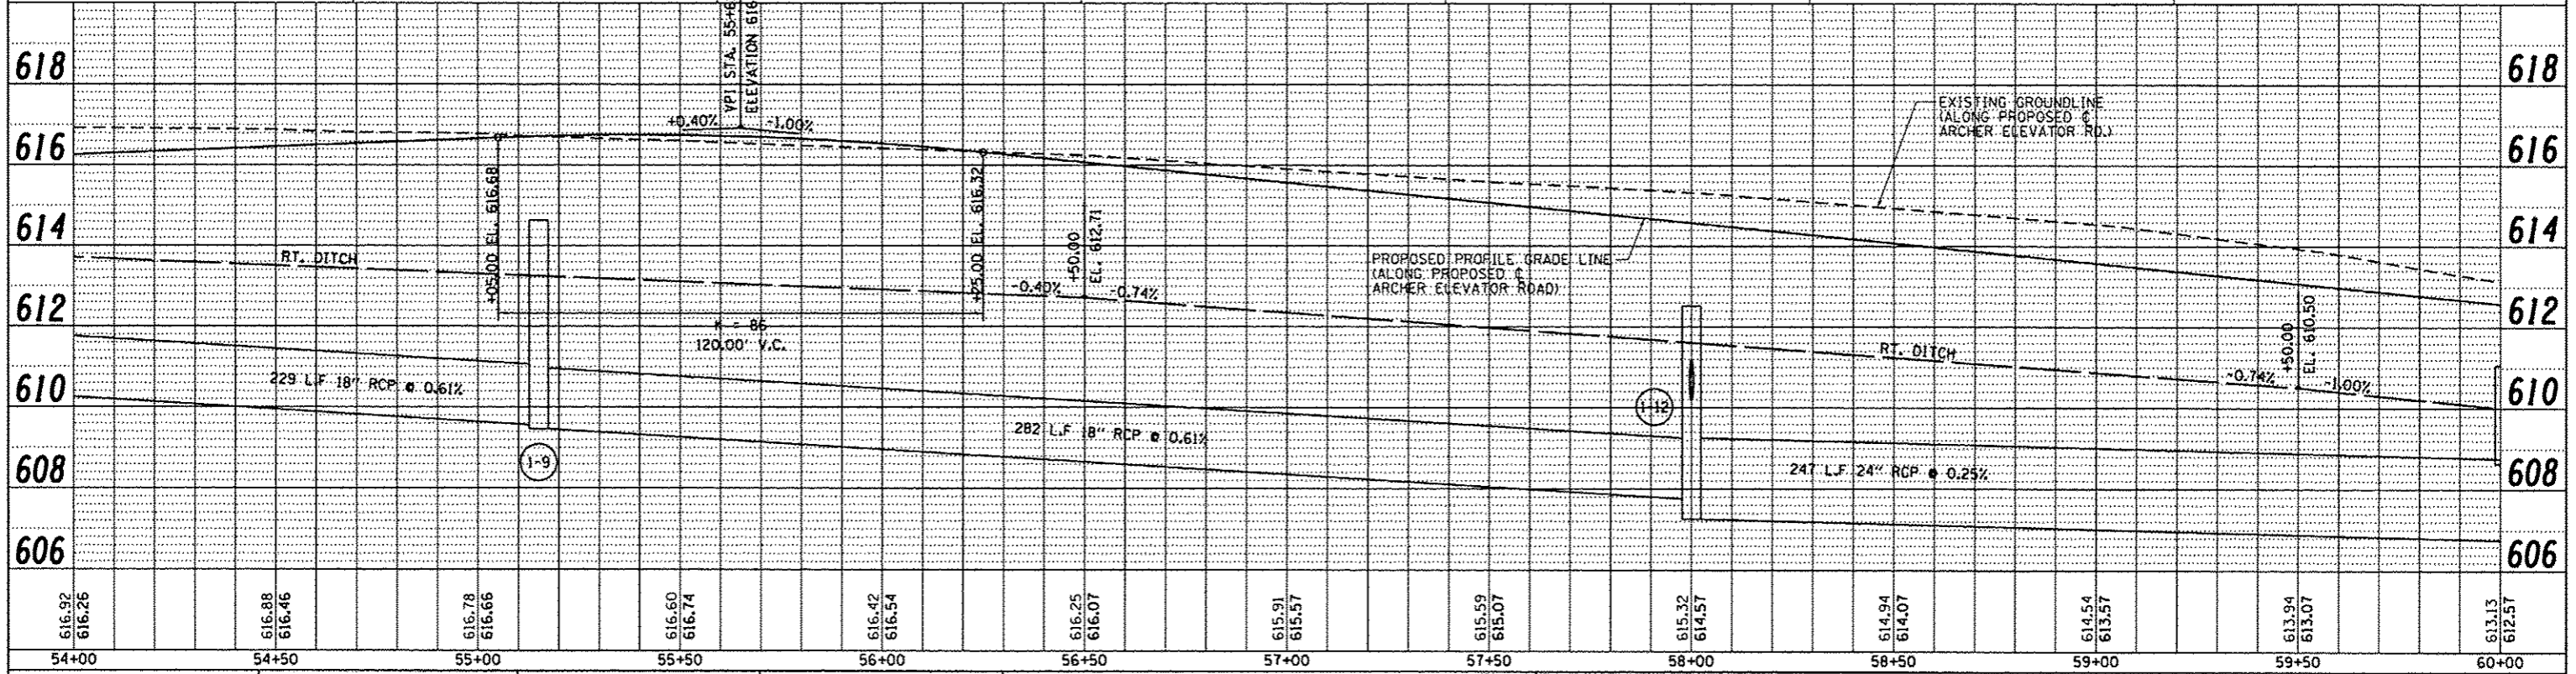 VPI STA. 55+6
ELEVATION 616
618
618
EXISTING GROUNDLINE
(ALONG PROPOSED ℄
ARCHER ELEVATOR RD.)
+0.40%
-1.00%
616
616
+05.00 EL. 616.68
+25.00 EL. 616.32
614
614
+50.00
EL. 612.71
RT. DITCH
PROPOSED PROFILE GRADE LINE
(ALONG PROPOSED ℄
ARCHER ELEVATOR ROAD)
-0.40%
-0.74%
612
612
K = 86
120.00' V.C.
RT. DITCH
+50.00
EL. 610.50
-0.74%
-1.00%
229 L.F 18" RCP @ 0.61%
610
610
1-12
282 L.F 18" RCP @ 0.61%
1-9
608
608
247 L.F 24" RCP @ 0.25%
606
606
616.92
616.26
616.88
616.46
616.78
616.66
616.60
616.74
616.42
616.54
616.25
616.07
615.91
615.57
615.59
615.07
615.32
614.57
614.94
614.07
614.54
613.57
613.94
613.07
613.13
612.57
54+00 54+50 55+00 55+50 56+00 56+50 57+00 57+50 58+00 58+50 59+00 59+50 60+00